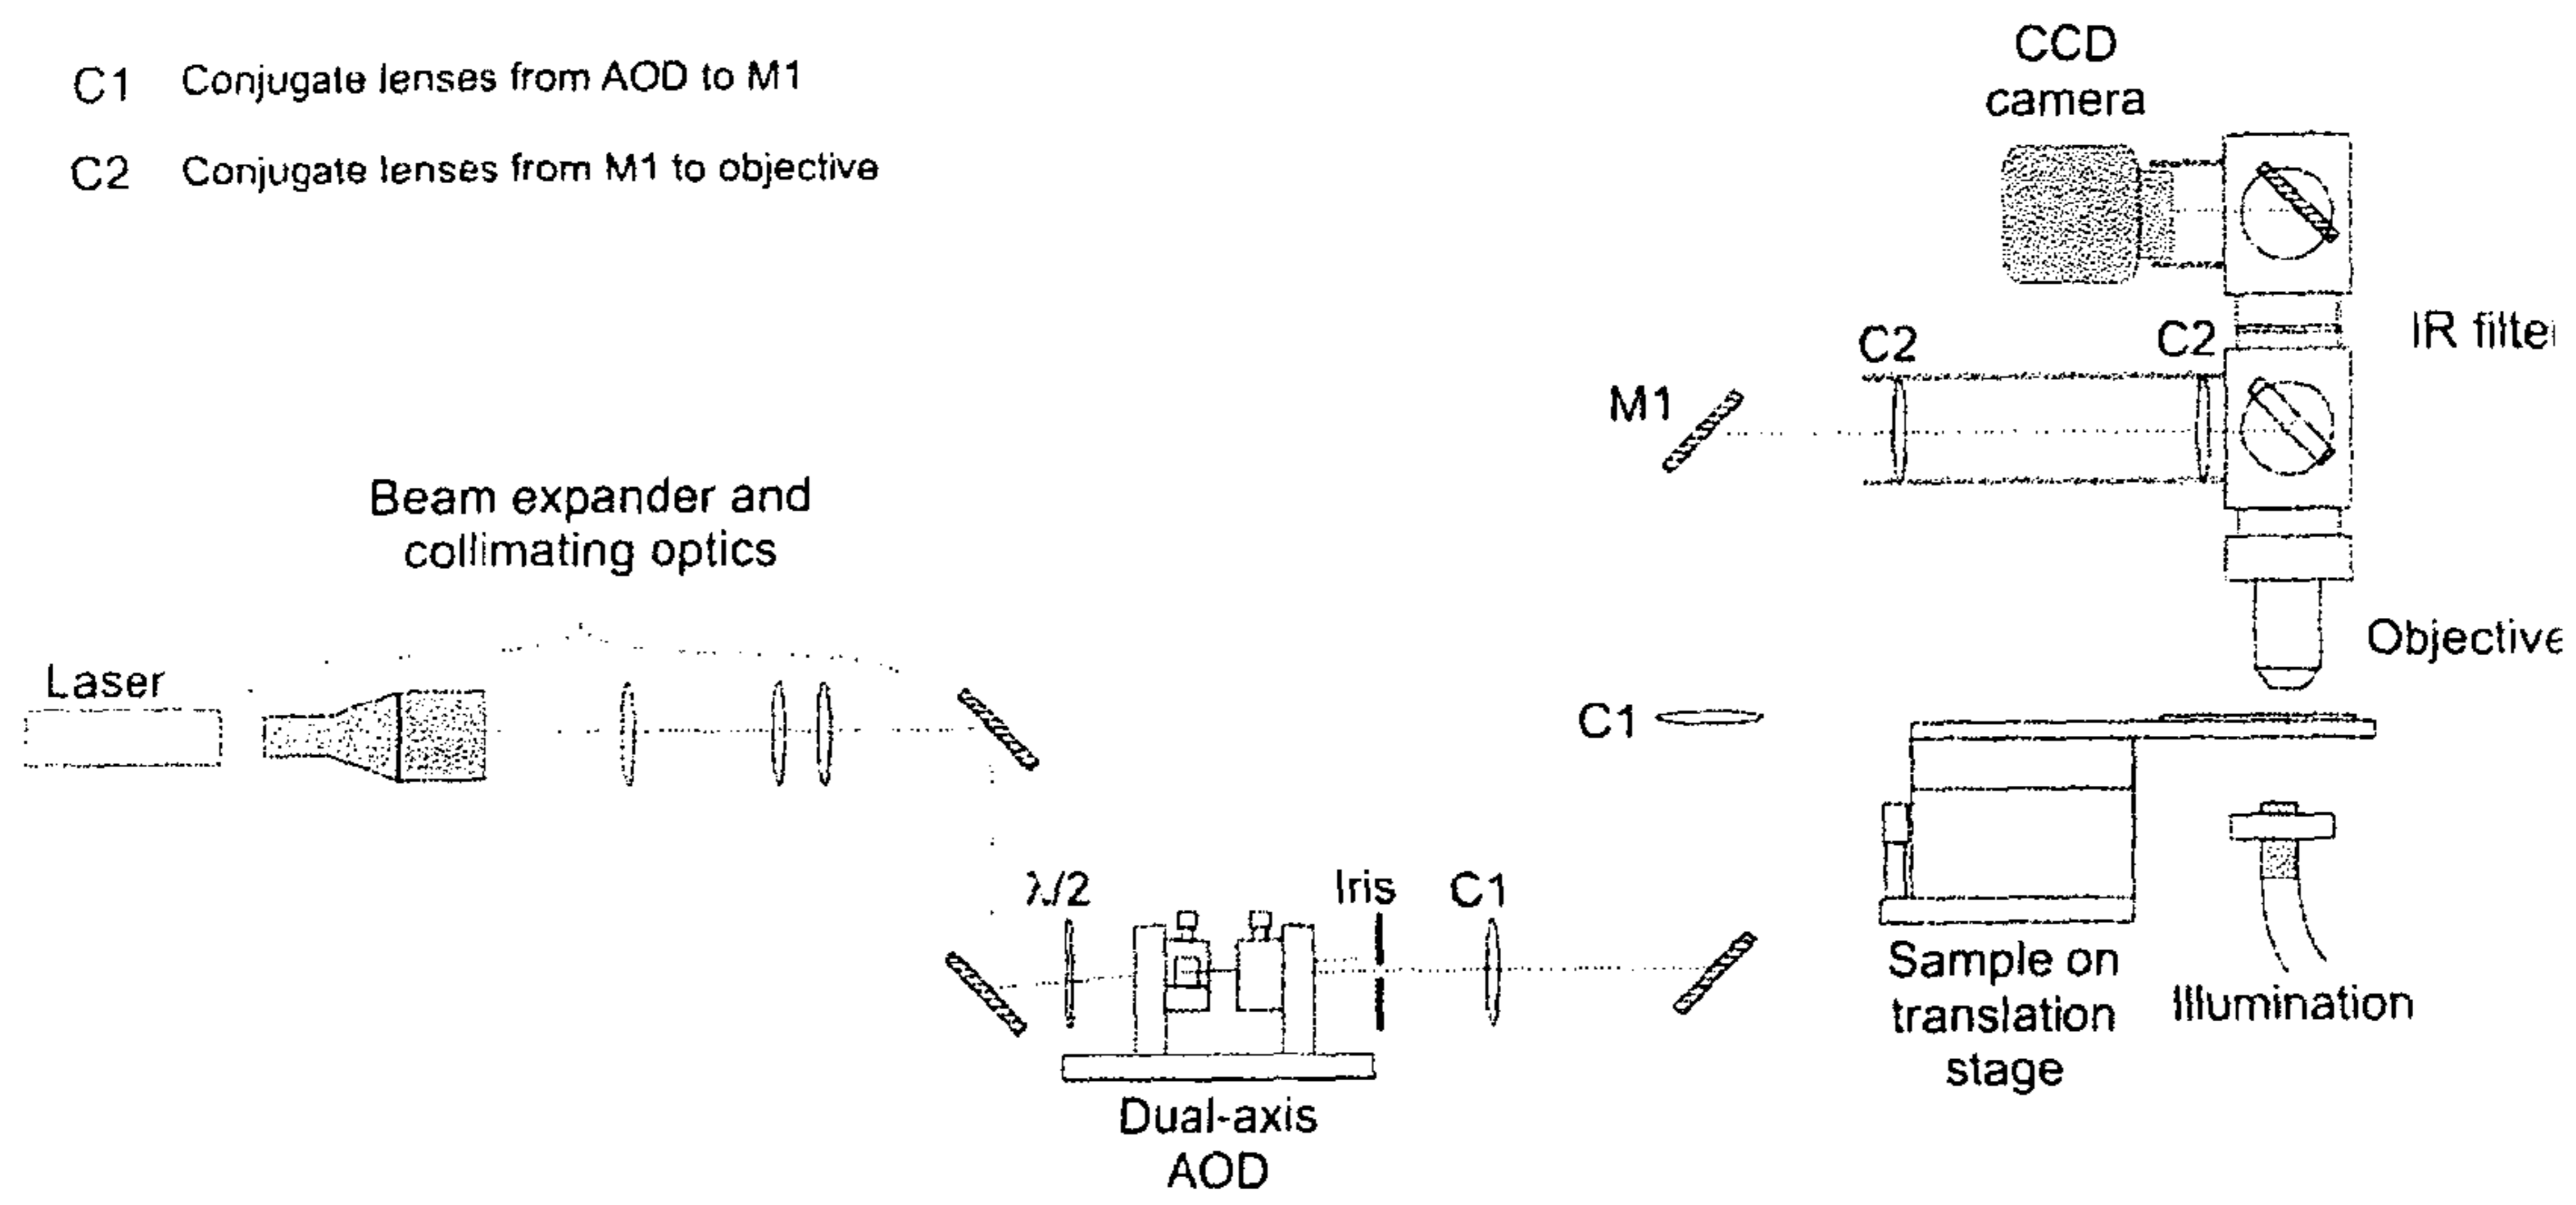 C1 Conjugate lenses from AOD to M1
C2 Conjugate lenses from M1 to objective
CCD
camera
IR filter
C2
C2
M1
Beam expander and
collimating optics
Laser
Objective
C1
λ/2
Iris
C1
Sample on
translation
stage
Illumination
Dual-axis
AOD